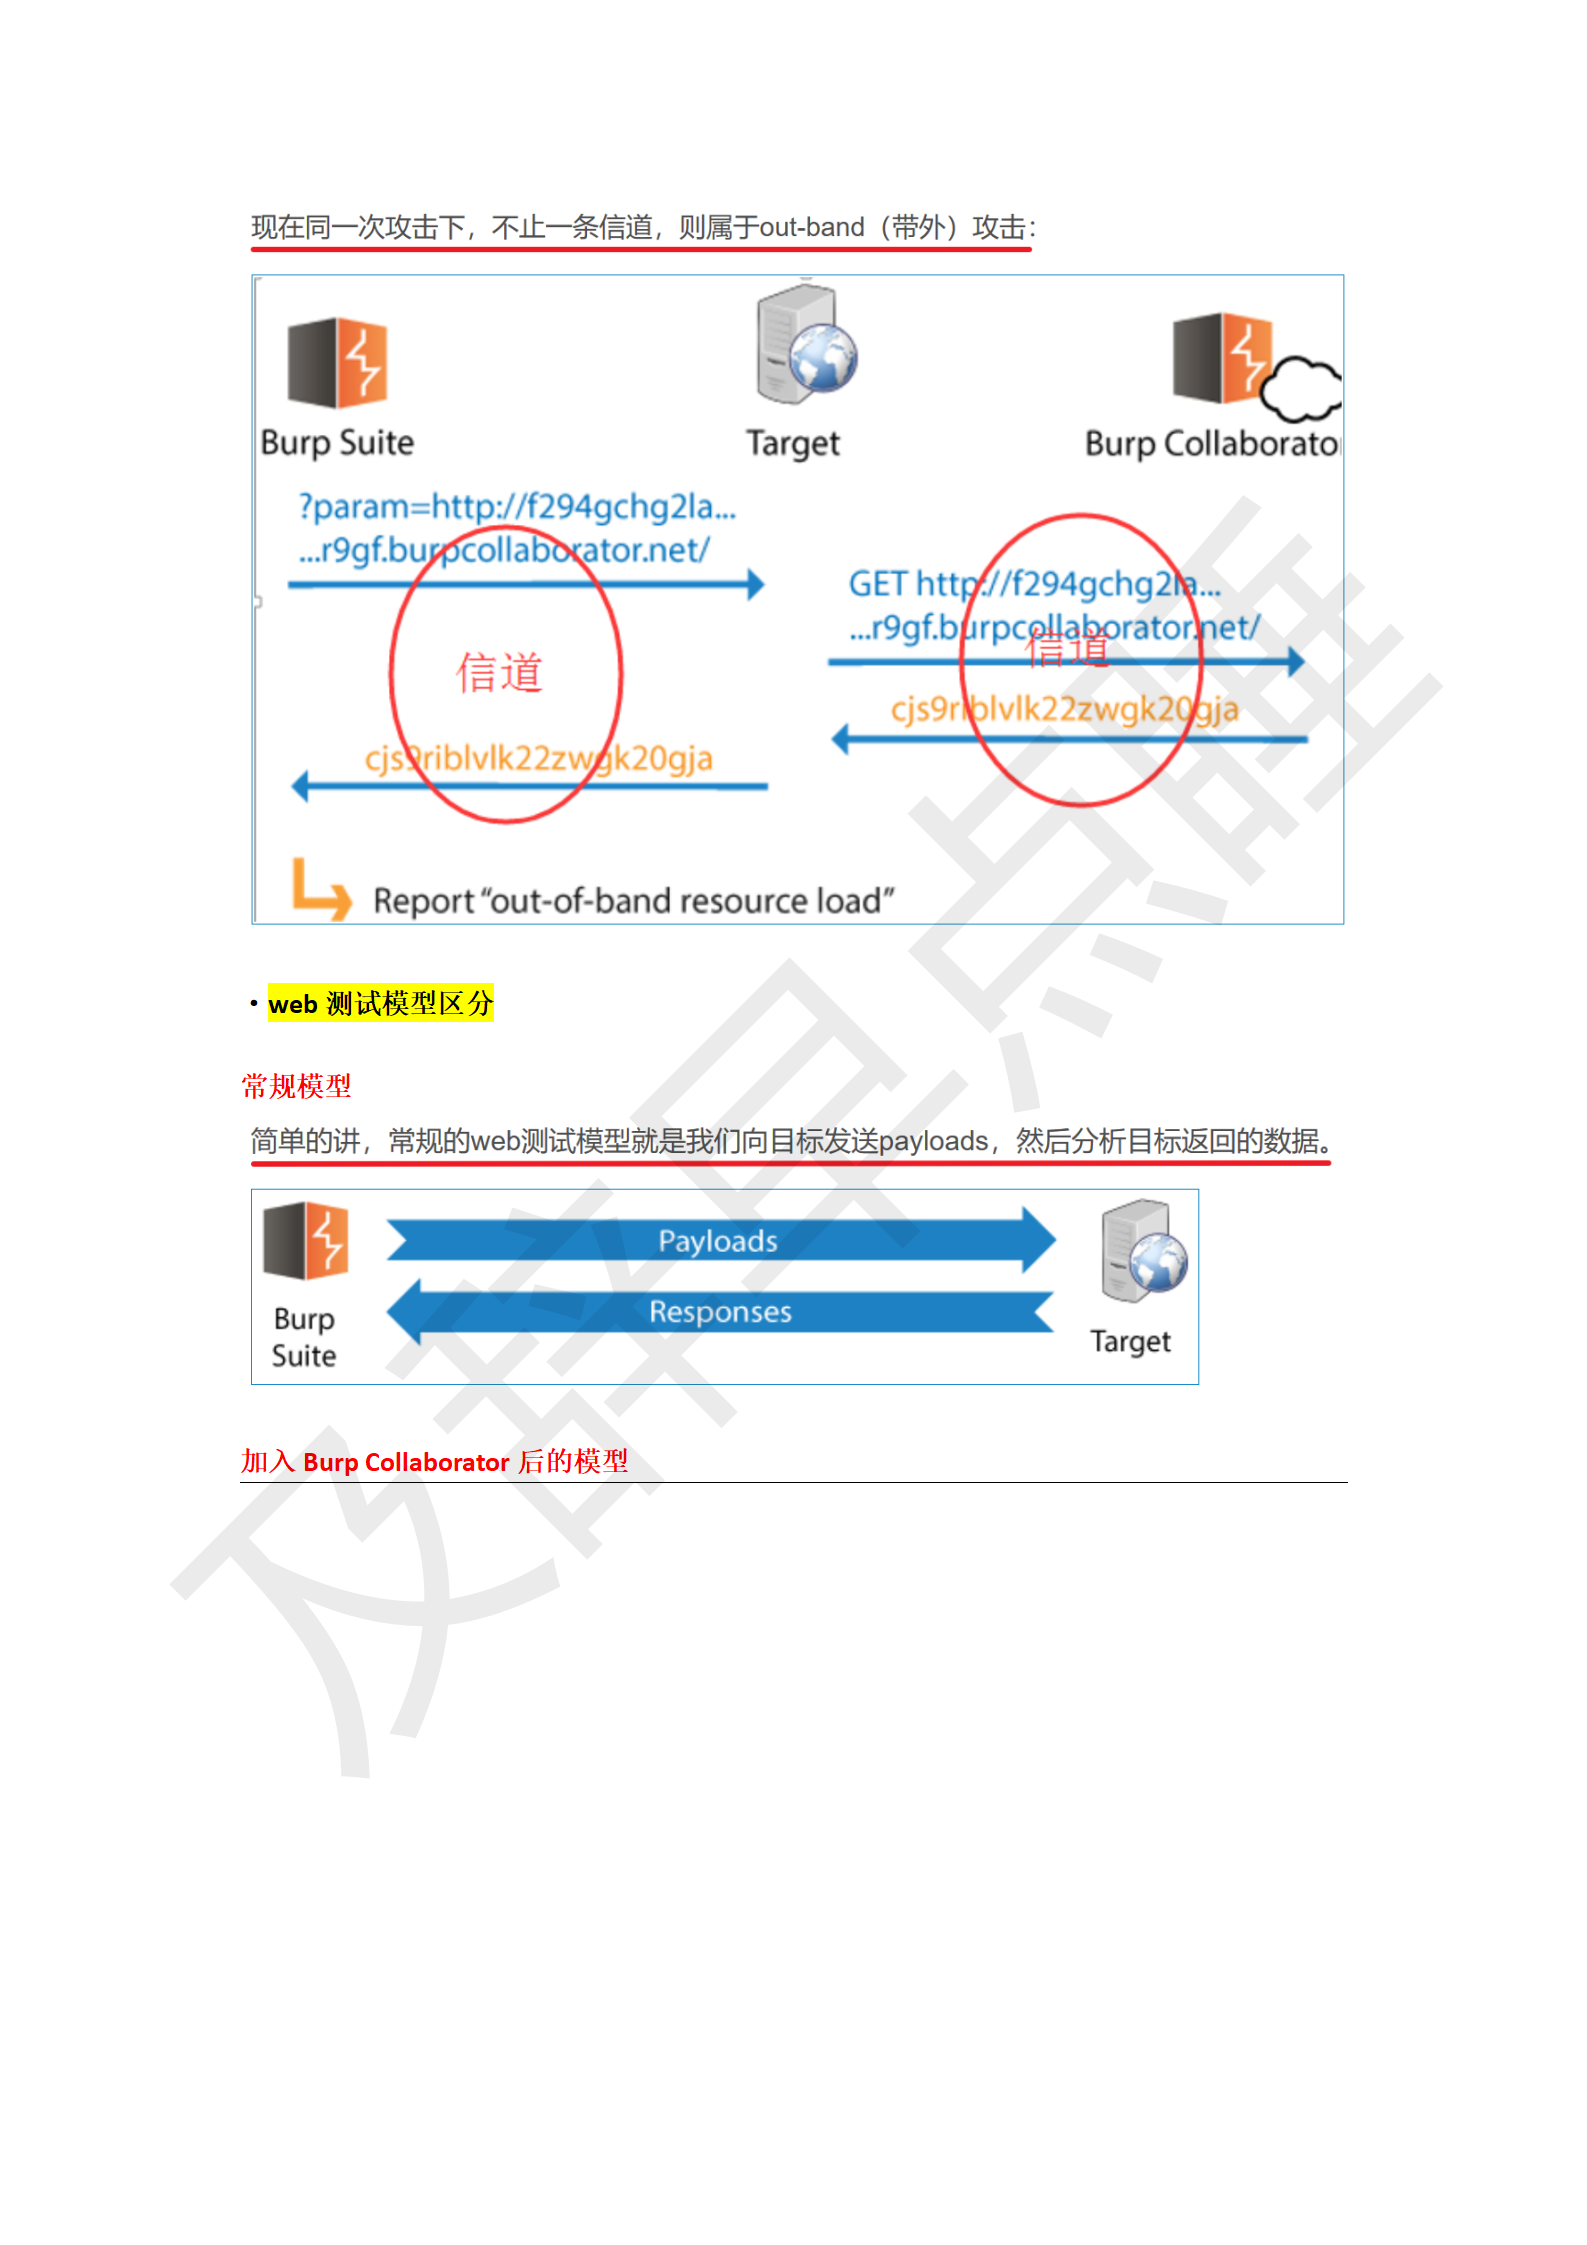 现在同一次攻击下，不止一条信道，则属于out-band（带外）攻击：
Burp Suite
Target
Burp Collaborato
?param=http://f294gchg2la...
...r9gf.burpcollaborator.net/
GET http://f294gchg2la...
...r9gf.burpcollaborator.net/
信道
信道
cjs9riblvlk22zwgk20gja
cjs9riblvlk22zwgk20gja
Report “out-of-band resource load”
• web 测试模型区分
常规模型
简单的讲，常规的web测试模型就是我们向目标发送payloads，然后分析目标返回的数据。
Payloads
Responses
Burp
Suite
Target
加入 Burp Collaborator 后的模型
及辞早点睡